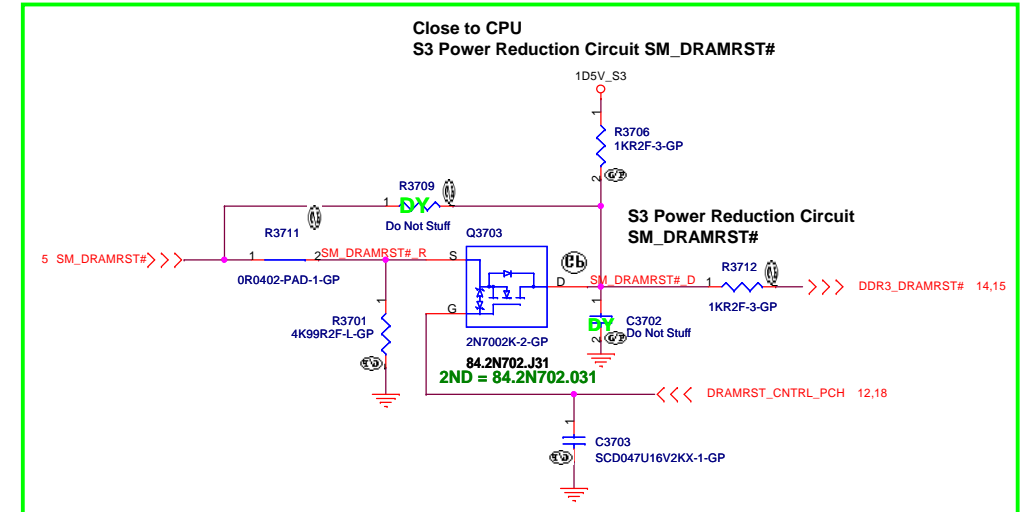 Close to CPU
S3 Power Reduction Circuit SM_DRAMRST#
1D5V_S3
1
R3706
1KR2F-3-GP
2
R3709
1
DY
2
Do Not Stuff
S3 Power Reduction Circuit
SM_DRAMRST#
R3711
Q3703
5 SM_DRAMRST#
1
2
SM_DRAMRST#_R
S
D
SM_DRAMRST#_D
R3712
1
2
DDR3_DRAMRST# 14,15
0R0402-PAD-1-GP
1KR2F-3-GP
1
R3701
4K99R2F-L-GP
G
2N7002K-2-GP
1
DY
C3702
Do Not Stuff
2
84.2N702.J31
2ND = 84.2N702.031
DRAMRST_CNTRL_PCH 12,18
1
C3703
SCD047U16V2KX-1-GP